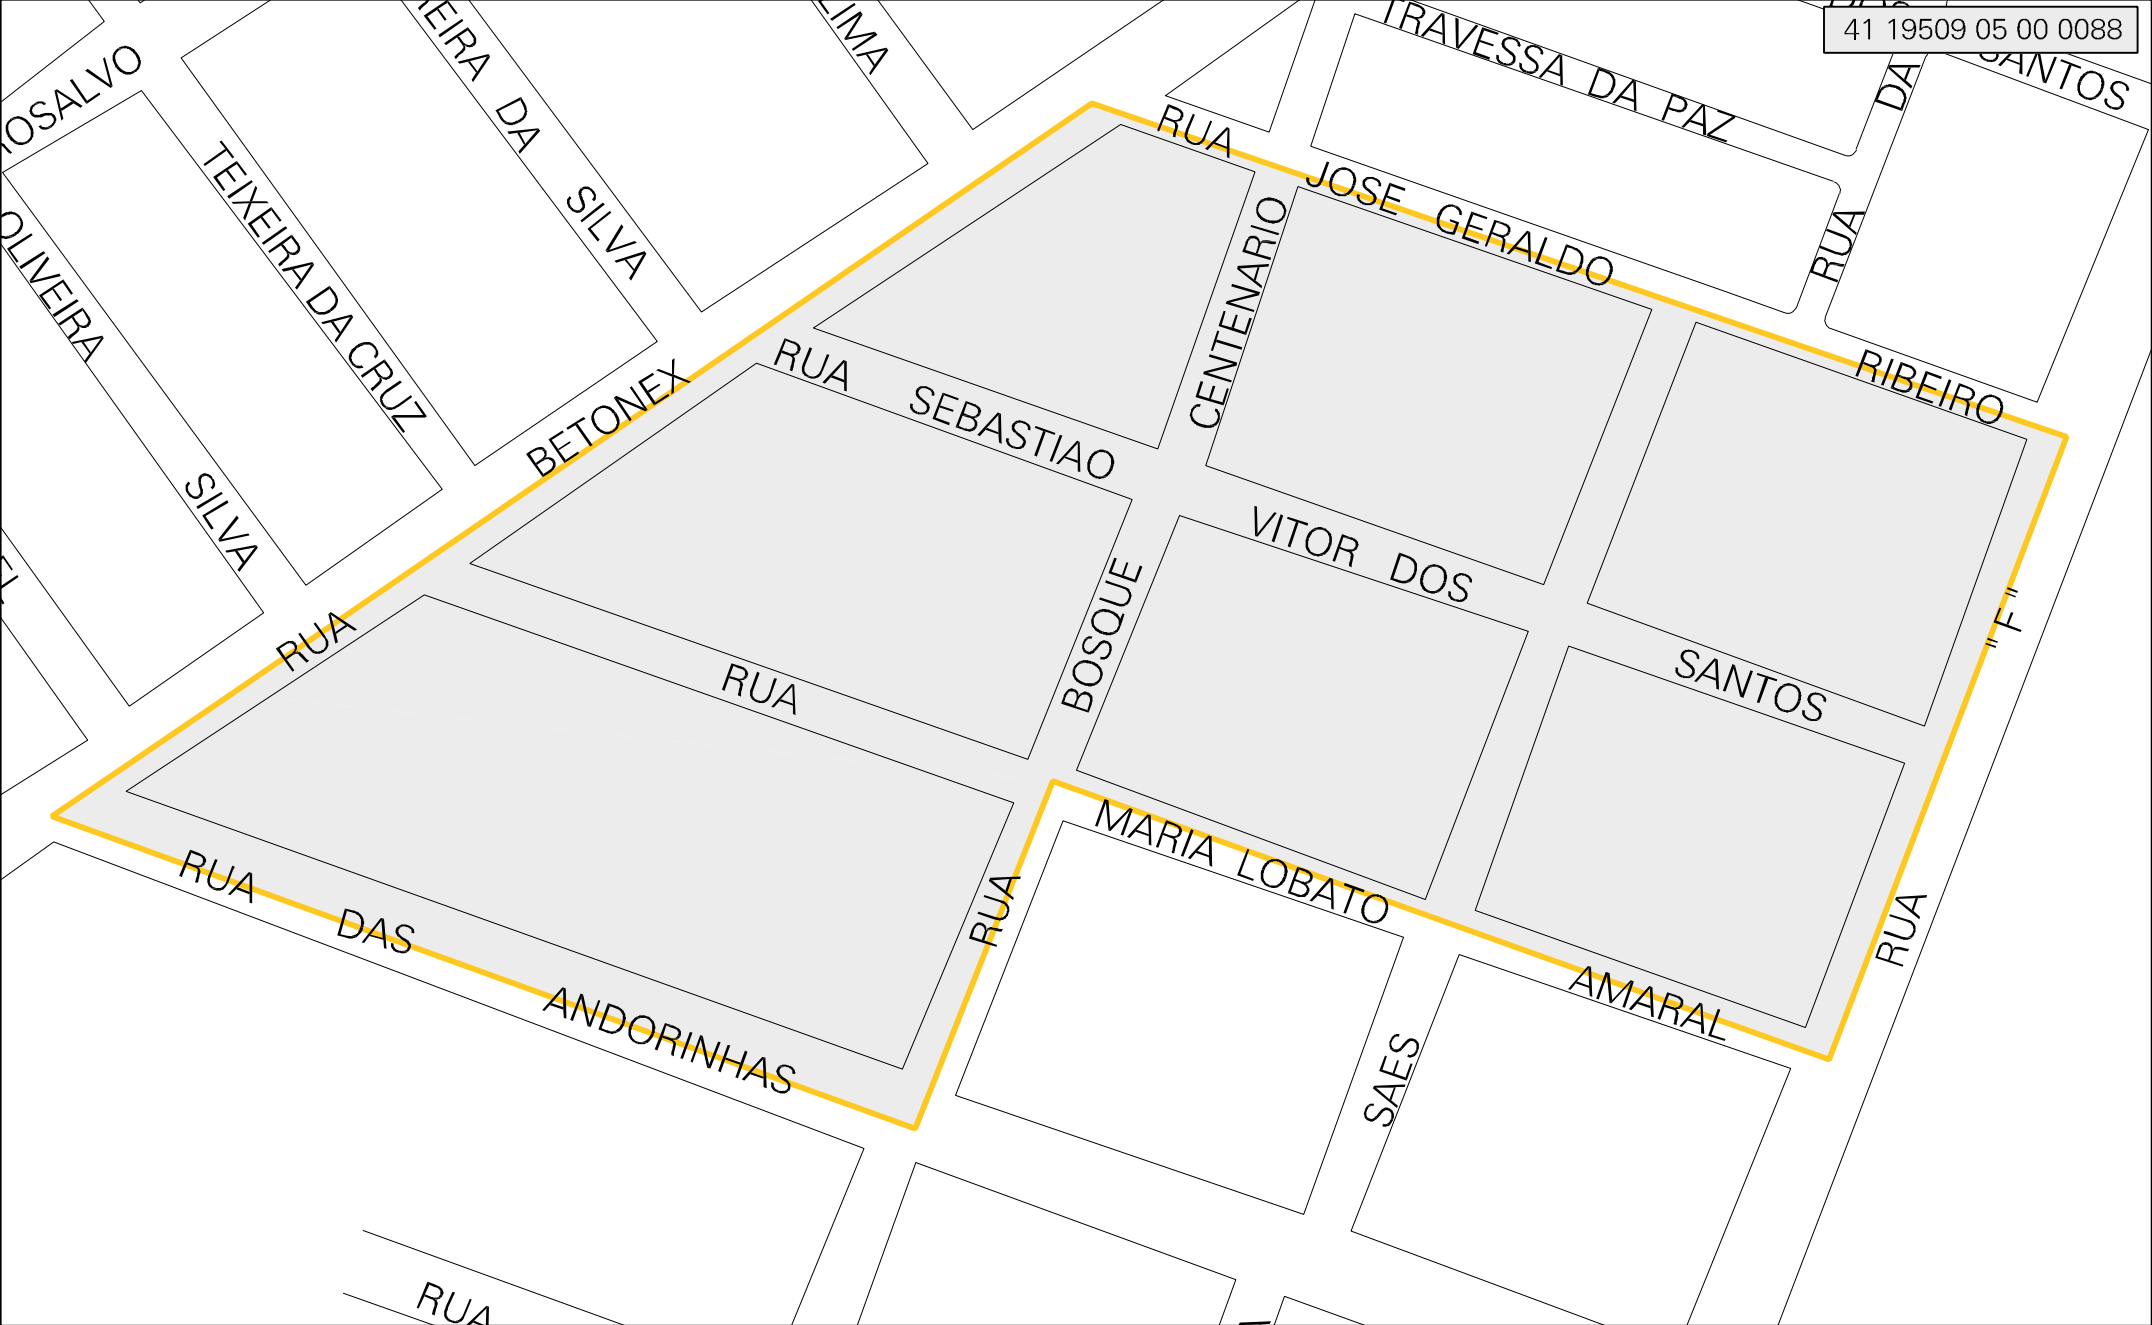 41 19509 05 00 0088
TRAVESSA DA PAZ
SANTOS
DA
RUA
LIMA
DA SILVA
TEIXEIRA DA CRUZ
OLIVEIRA SILVA
RUA JOSE GERALDO RIBEIRO
RUA BETONEX
RUA SEBASTIAO VITOR DOS SANTOS
RUA BOSQUE CENTENARIO
RUA MARIA LOBATO AMARAL
RUA "F"
RUA DAS ANDORINHAS
SAES
RUA